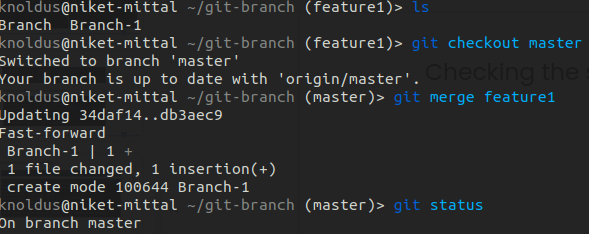 knoldus@niket-mittal ~/git-branch (feature1)> ls
Branch  Branch-1
knoldus@niket-mittal ~/git-branch (feature1)> git checkout master
Switched to branch 'master'
Your branch is up to date with 'origin/master'.
Checking the s
knoldus@niket-mittal ~/git-branch (master)> git merge feature1
Updating 34daf14..db3aec9
Fast-forward
 Branch-1 | 1 +
 1 file changed, 1 insertion(+)
 create mode 100644 Branch-1
knoldus@niket-mittal ~/git-branch (master)> git status
On branch master